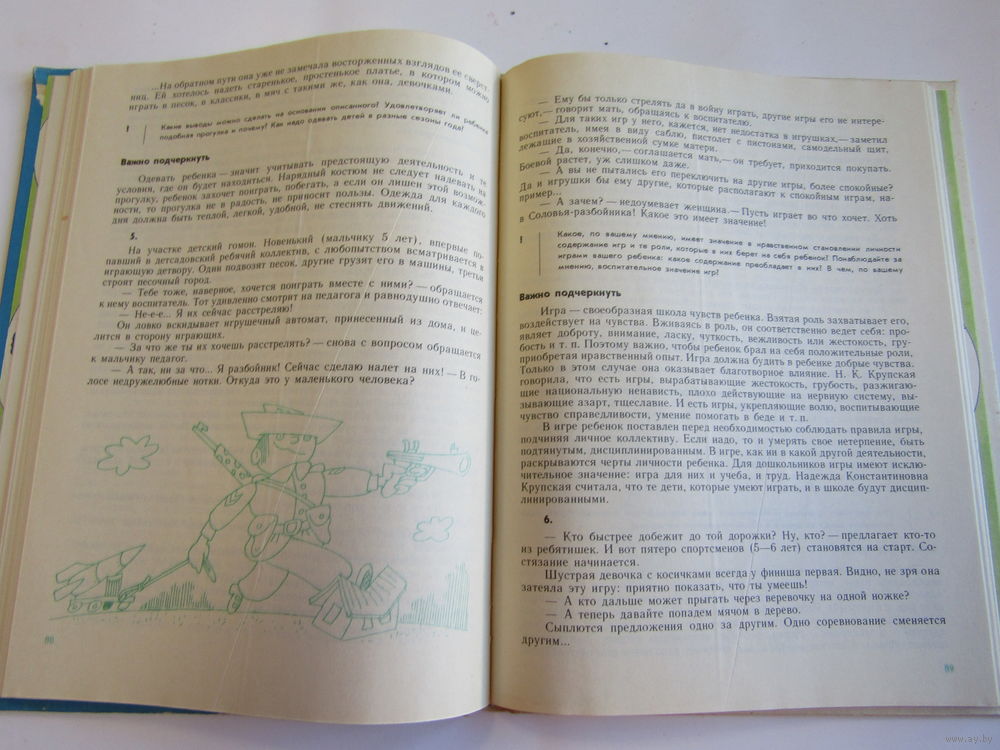 ...На обратном пути она уже не замечала восторженных взглядов ее сверст-
ниц. Ей хотелось надеть старенькое, простенькое платье, в котором можно
играть в песок, в классики, в мяч с такими же, как она, девочками.
Какие выводы можно сделать на основании описанного? Удовлетворяет ли ребенка
подобная прогулка и почему? Как надо одевать детей в разные сезоны года?
Важно подчеркнуть
Одевать ребенка — значит учитывать предстоящую деятельность и те
условия, где он будет находиться. Нарядный костюм не следует надевать на
прогулку, ребенок захочет поиграть, побегать, а если он лишен этой возмож-
ности, то прогулка не в радость, не приносит пользы. Одежда для каждого
дня должна быть теплой, легкой, удобной, не стеснять движений.
5.
На участке детский гомон. Новенький (мальчику 5 лет), впервые по-
павший в детсадовский ребячий коллектив, с любопытством всматривается в
играющую детвору. Один подвозят песок, другие грузят его в машины, третьи
строят песочный город.
— Тебе тоже, наверное, хочется поиграть вместе с ними? — обращается
к нему воспитатель. Тот удивленно смотрит на педагога и равнодушно отвечает:
— Не-е-е... Я их сейчас расстреляю!
Он ловко вскидывает игрушечный автомат, принесенный из дома, и це-
лится в сторону играющих.
— За что же ты их хочешь расстрелять? — снова с вопросом обращается
к мальчику педагог.
— А так, ни за что... Я разбойник! Сейчас сделаю налет на них! — В го-
лосе недружелюбные нотки. Откуда это у маленького человека?
88
— Ему бы только стрелять да в войну играть, другие игры его не интере-
суют,— говорит мать, обращаясь к воспитателю.
— Для таких игр у него, кажется, нет недостатка в игрушках,— заметил
воспитатель, имея в виду саблю, пистолет с пистонами, самодельный щит,
лежащие в хозяйственной сумке матери.
— Да, конечно,— соглашается мать,— он требует, приходится покупать.
Боевой растет, уж слишком даже.
— А вы не пытались его переключить на другие игры, более спокойные?
Да и игрушки бы ему другие, которые располагают к спокойным играм, на-
пример...
— А зачем? — недоумевает женщина.— Пусть играет во что хочет. Хоть
в Соловья-разбойника! Какое это имеет значение!
Какое, по вашему мнению, имеет значение в нравственном становлении личности
содержание игр и те роли, которые в них берет на себя ребенок! Понаблюдайте за
играми вашего ребенка: какое содержание преобладает в них! В чем, по вашему
мнению, воспитательное значение игр!
Важно подчеркнуть
Игра — своеобразная школа чувств ребенка. Взятая роль захватывает его,
воздействует на чувства. Вживаясь в роль, он соответственно ведет себя: про-
являет доброту, внимание, ласку, чуткость, вежливость или жестокость, гру-
бость и т. п. Поэтому важно, чтобы ребенок брал на себя положительные роли,
приобретая нравственный опыт. Игра должна будить в ребенке добрые чувства.
Только в этом случае она оказывает благотворное влияние. Н. К. Крупская
говорила, что есть игры, вырабатывающие жестокость, грубость, разжигаю-
щие национальную ненависть, плохо действующие на нервную систему, вы-
зывающие азарт, тщеславие. И есть игры, укрепляющие волю, воспитывающие
чувство справедливости, умение помогать в беде и т. п.
В игре ребенок поставлен перед необходимостью соблюдать правила игры,
подчиняя личное коллективу. Если надо, то и умерять свое нетерпение, быть
подтянутым, дисциплинированным. В игре, как ни в какой другой деятельности,
раскрываются черты личности ребенка. Для дошкольников игры имеют исклю-
чительное значение: игра для них и учеба, и труд. Надежда Константиновна
Крупская считала, что те дети, которые умеют играть, и в школе будут дисцип-
линированными.
6.
— Кто быстрее добежит до той дорожки? Ну, кто? — предлагает кто-то
из ребятишек. И вот пятеро спортсменов (5—6 лет) становятся на старт. Со-
стязание начинается.
Шустрая девочка с косичками всегда у финиша первая. Видно, не зря она
затеяла эту игру: приятно показать, что ты умеешь!
— А кто дальше может прыгать через веревочку на одной ножке?
— А теперь давайте попадем мячом в дерево.
Сыплются предложения одно за другим. Одно соревнование сменяется
другим...
89
www.ay.by